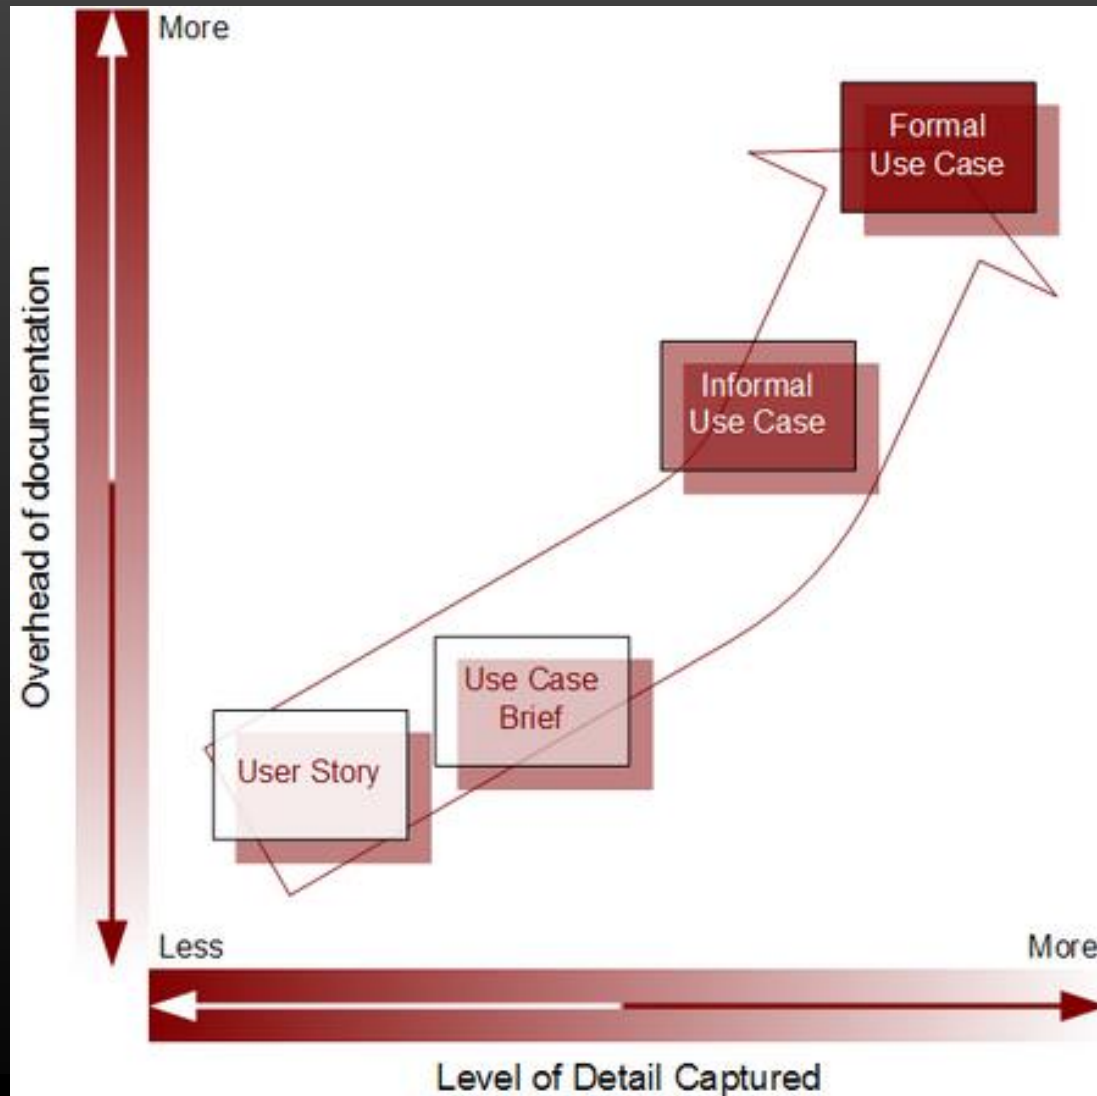 More
Formal
Use Case
Informal
Use Case
Overhead of documentation
Use Case
Brief
User Story
Less
More
Level of Detail Captured